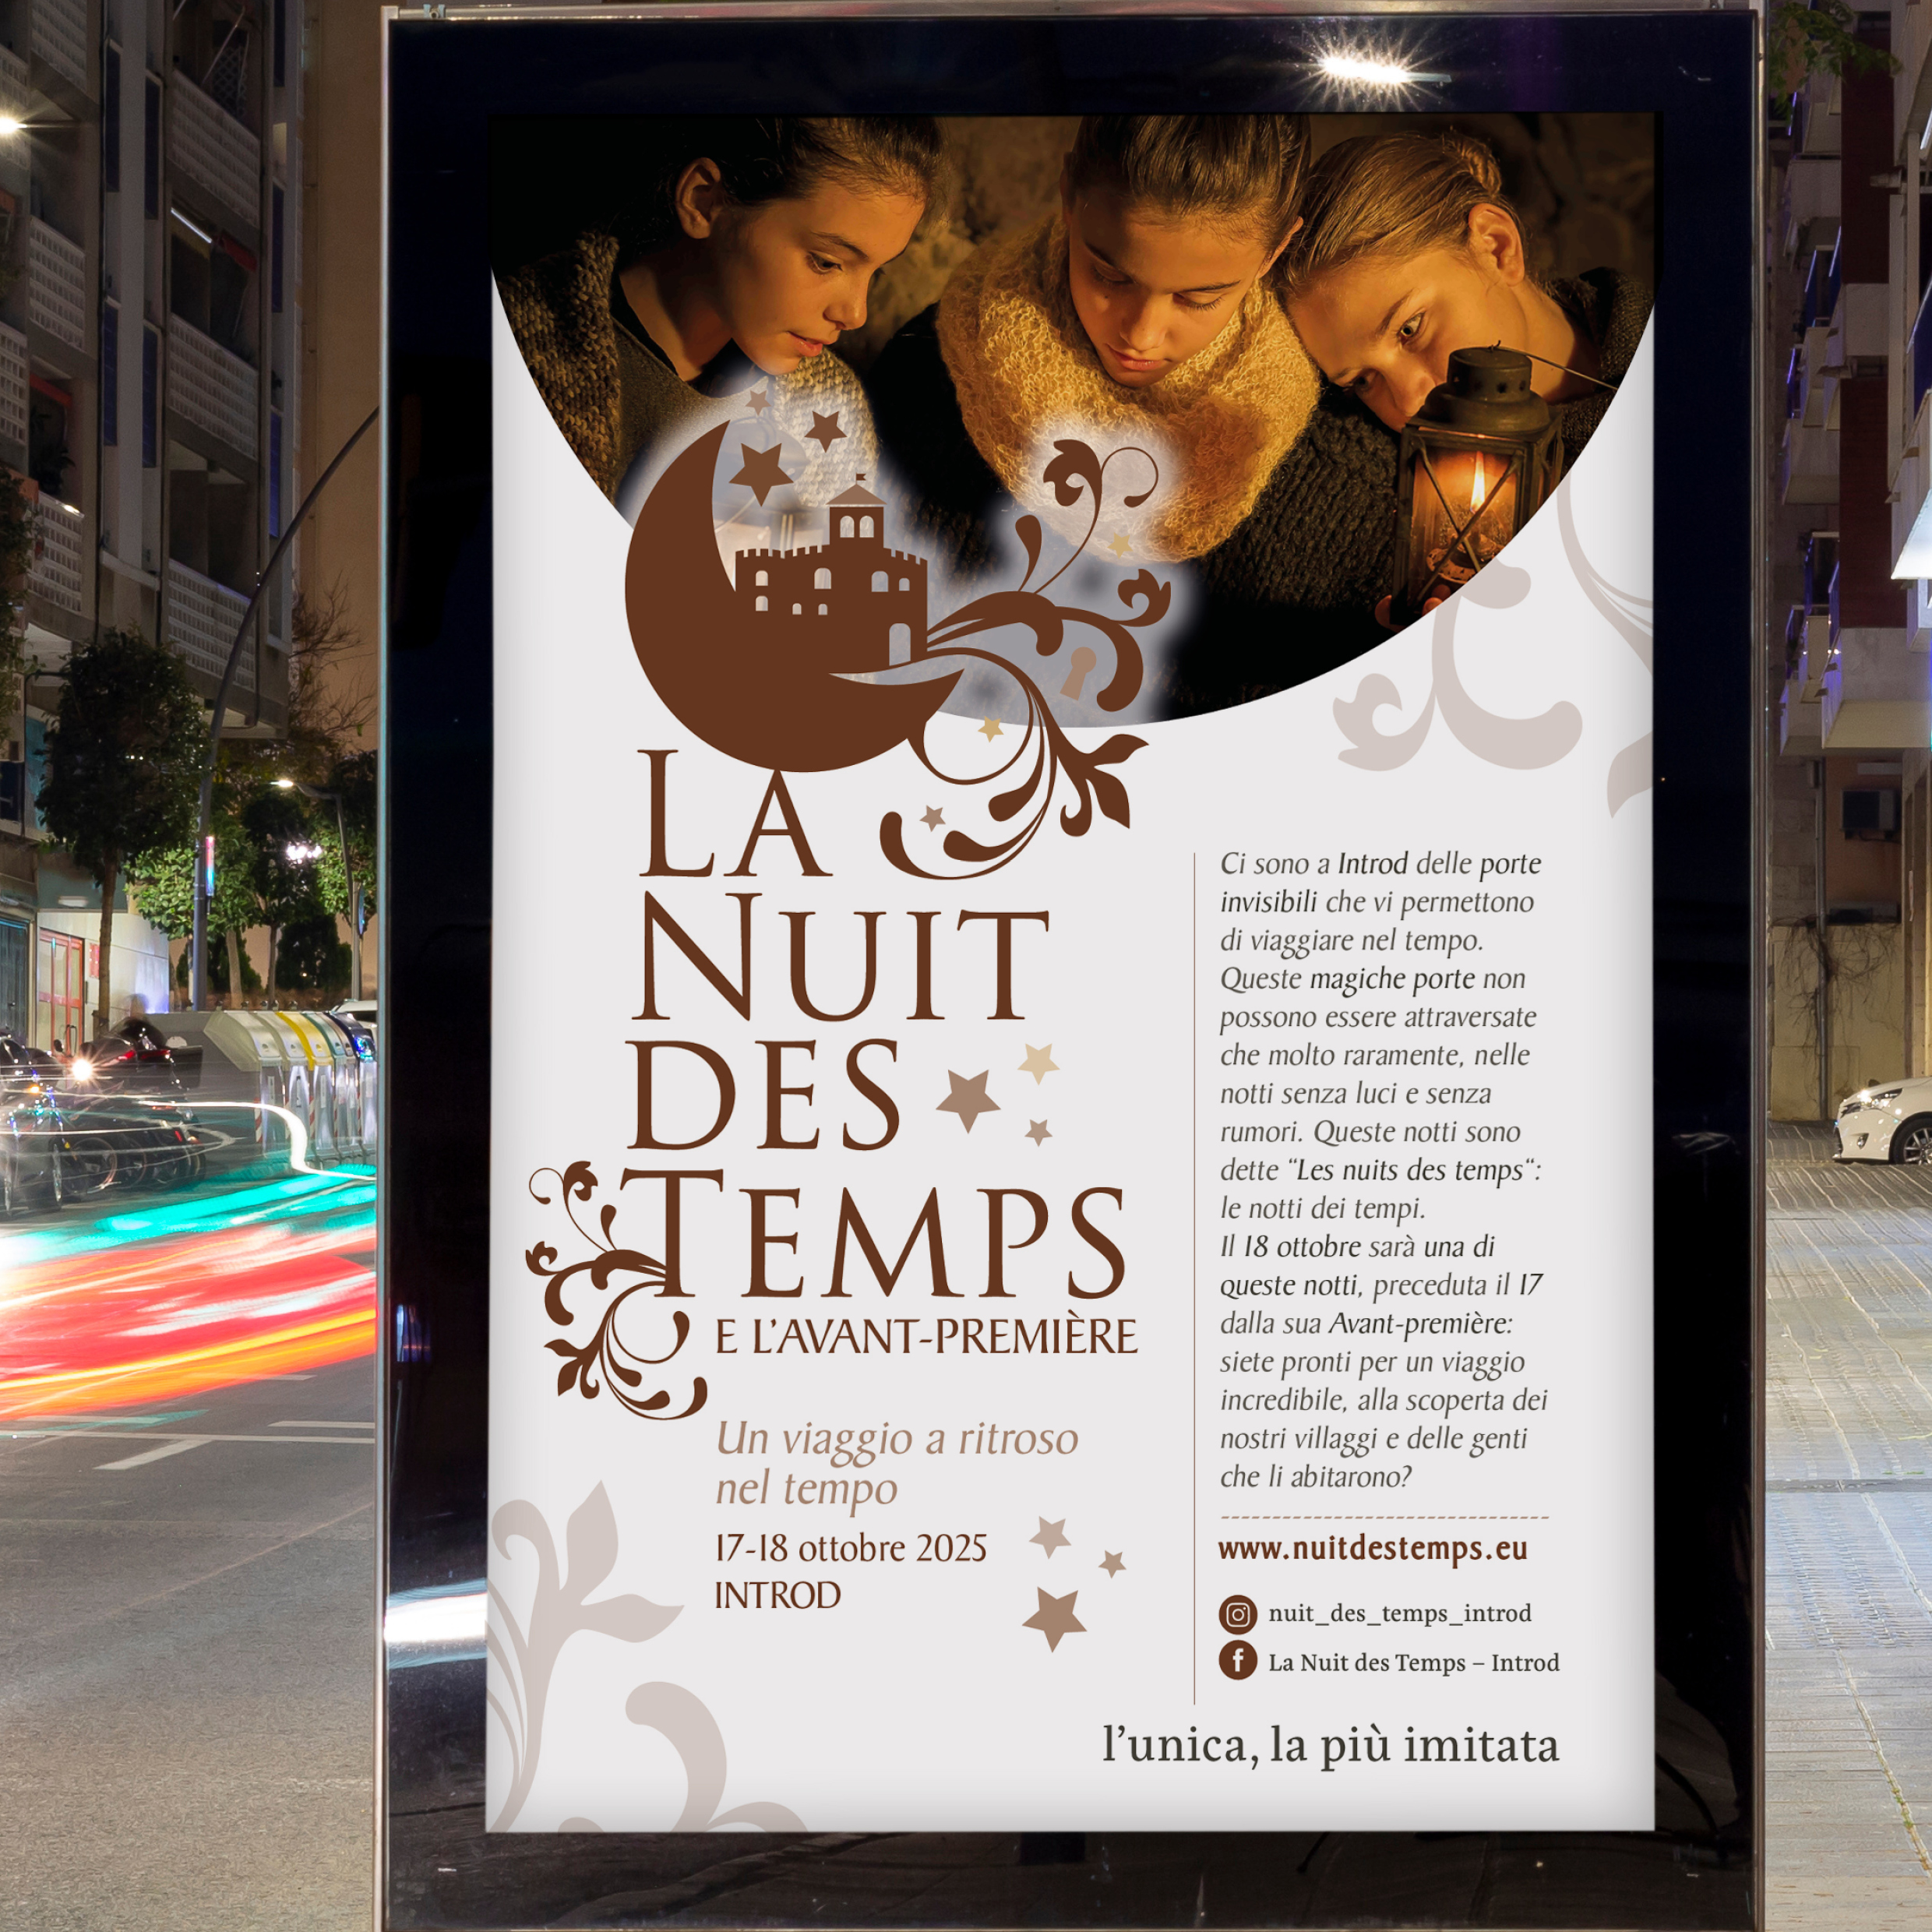 LA
NUIT
DES
TEMPS
E L'AVANT-PREMIÈRE
Un viaggio a ritroso
nel tempo
17-18 ottobre 2025
INTROD
Ci sono a Introd delle porte
invisibili che vi permettono
di viaggiare nel tempo.
Queste magiche porte non
possono essere attraversate
che molto raramente, nelle
notti senza luci e senza
rumori. Queste notti sono
dette “Les nuits des temps“:
le notti dei tempi.
Il 18 ottobre sarà una di
queste notti, preceduta il 17
dalla sua Avant-première:
siete pronti per un viaggio
incredibile, alla scoperta dei
nostri villaggi e delle genti
che li abitarono?
www.nuitdestemps.eu
nuit_des_temps_introd
La Nuit des Temps – Introd
l'unica, la più imitata